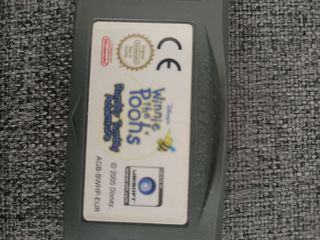 Disney's
Winnie
the
Pooh's
Rumbly Tumbly
Adventure
CE
Nintendo
UBISOFT
© 2005 Disney.
AGB-BWHP-EUR